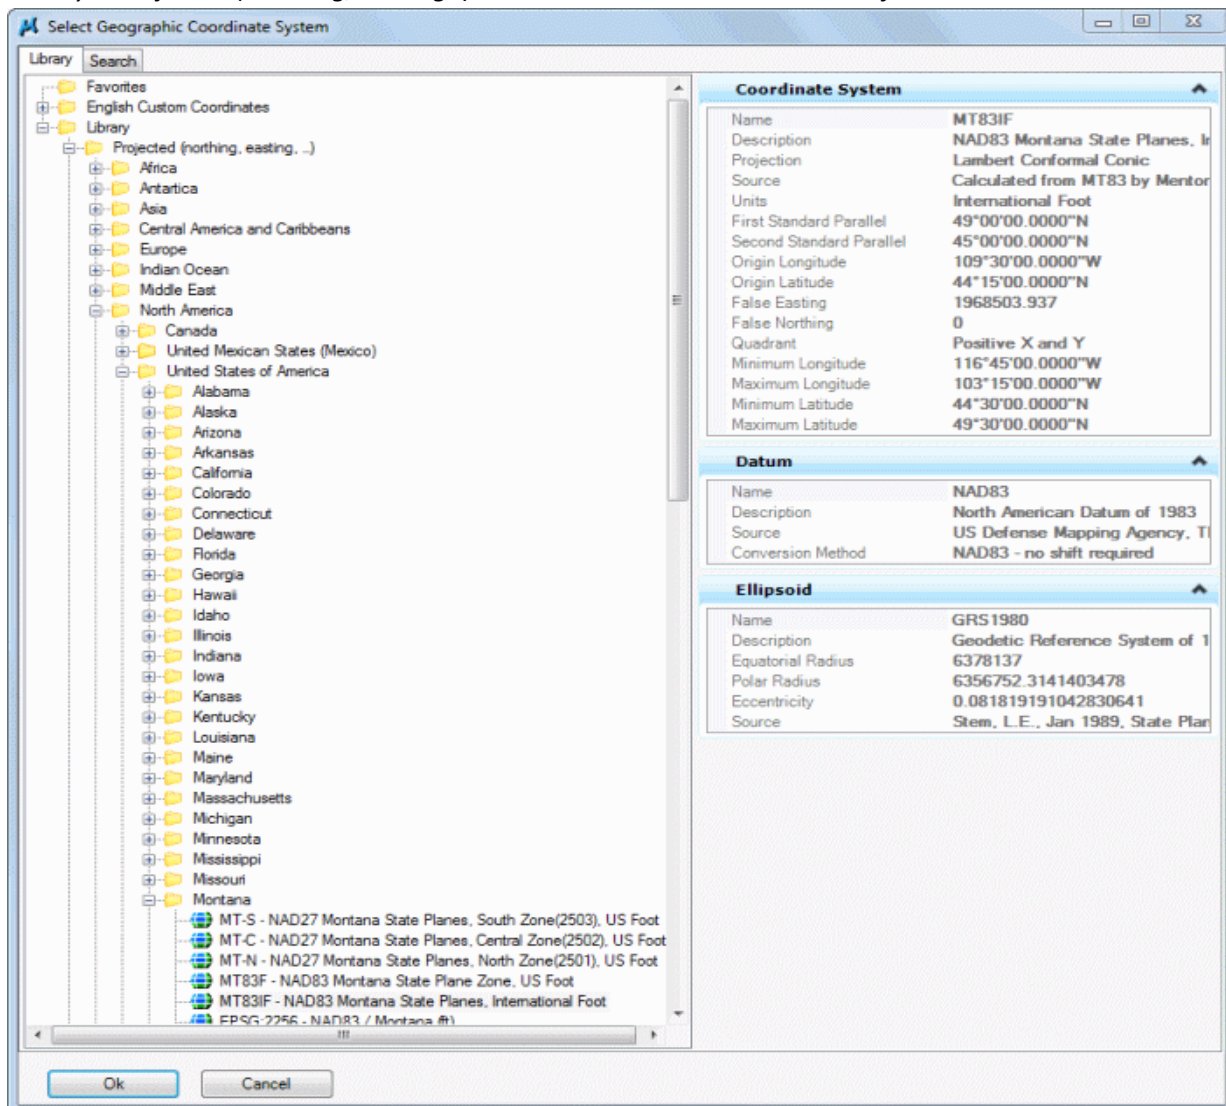 Select Geographic Coordinate System
Library Search
Favorites
English Custom Coordinates
Library
Projected (northing, easting, ..)
Africa
Antartica
Asia
Central America and Caribbeans
Europe
Indian Ocean
Middle East
North America
Canada
United Mexican States (Mexico)
United States of America
Alabama
Alaska
Arizona
Arkansas
California
Colorado
Connecticut
Delaware
Florida
Georgia
Hawaii
Idaho
Illinois
Indiana
Iowa
Kansas
Kentucky
Louisiana
Maine
Maryland
Massachusetts
Michigan
Minnesota
Mississippi
Missouri
Montana
MT-S - NAD27 Montana State Planes, South Zone(2503), US Foot
MT-C - NAD27 Montana State Planes, Central Zone(2502), US Foot
MT-N - NAD27 Montana State Planes, North Zone(2501), US Foot
MT83F - NAD83 Montana State Plane Zone, US Foot
MT83IF - NAD83 Montana State Planes, International Foot
EPSG:2256 - NAD83 / Montana (ft)
Coordinate System
Name MT83IF
Description NAD83 Montana State Planes, Ir
Projection Lambert Conformal Conic
Source Calculated from MT83 by Mentor
Units International Foot
First Standard Parallel 49°00'00.0000"N
Second Standard Parallel 45°00'00.0000"N
Origin Longitude 109°30'00.0000"W
Origin Latitude 44°15'00.0000"N
False Easting 1968503.937
False Northing 0
Quadrant Positive X and Y
Minimum Longitude 116°45'00.0000"W
Maximum Longitude 103°15'00.0000"W
Minimum Latitude 44°30'00.0000"N
Maximum Latitude 49°30'00.0000"N
Datum
Name NAD83
Description North American Datum of 1983
Source US Defense Mapping Agency, Tl
Conversion Method NAD83 - no shift required
Ellipsoid
Name GRS1980
Description Geodetic Reference System of 1
Equatorial Radius 6378137
Polar Radius 6356752.3141403478
Eccentricity 0.081819191042830641
Source Stem, L.E., Jan 1989, State Plan
Ok Cancel